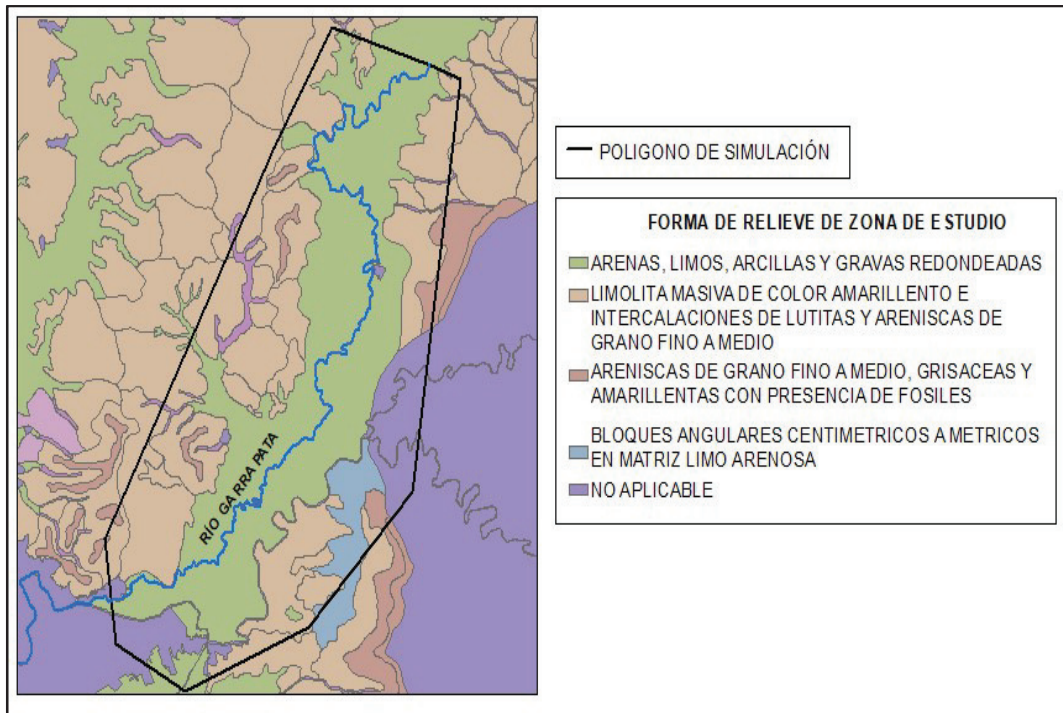 RÍO GARRA PATA
POLIGONO DE SIMULACIÓN
FORMA DE RELIEVE DE ZONA DE ESTUDIO
ARENAS, LIMOS, ARCILLAS Y GRAVAS REDONDEADAS
LIMOLITA MASIVA DE COLOR AMARILLENTO E
INTERCALACIONES DE LUTITAS Y ARENISCAS DE
GRANO FINO A MEDIO
ARENISCAS DE GRANO FINO A MEDIO, GRISACEAS Y
AMARILLENTAS CON PRESENCIA DE FOSILES
BLOQUES ANGULARES CENTIMETRICOS A METRICOS
EN MATRIZ LIMO ARENOSA
NO APLICABLE